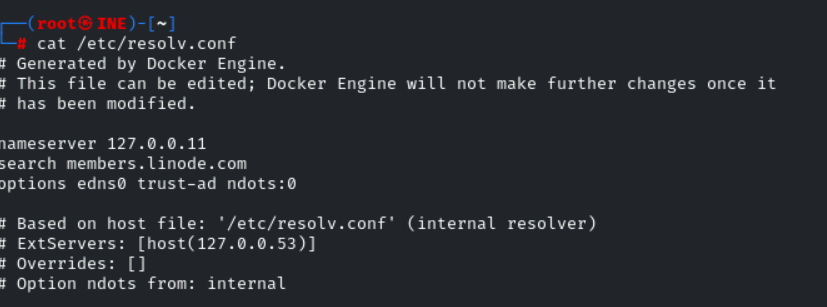 ┌──(root㉿INE)-[~]
└─# cat /etc/resolv.conf
# Generated by Docker Engine.
# This file can be edited; Docker Engine will not make further changes once it
# has been modified.

nameserver 127.0.0.11
search members.linode.com
options edns0 trust-ad ndots:0

# Based on host file: '/etc/resolv.conf' (internal resolver)
# ExtServers: [host(127.0.0.53)]
# Overrides: []
# Option ndots from: internal